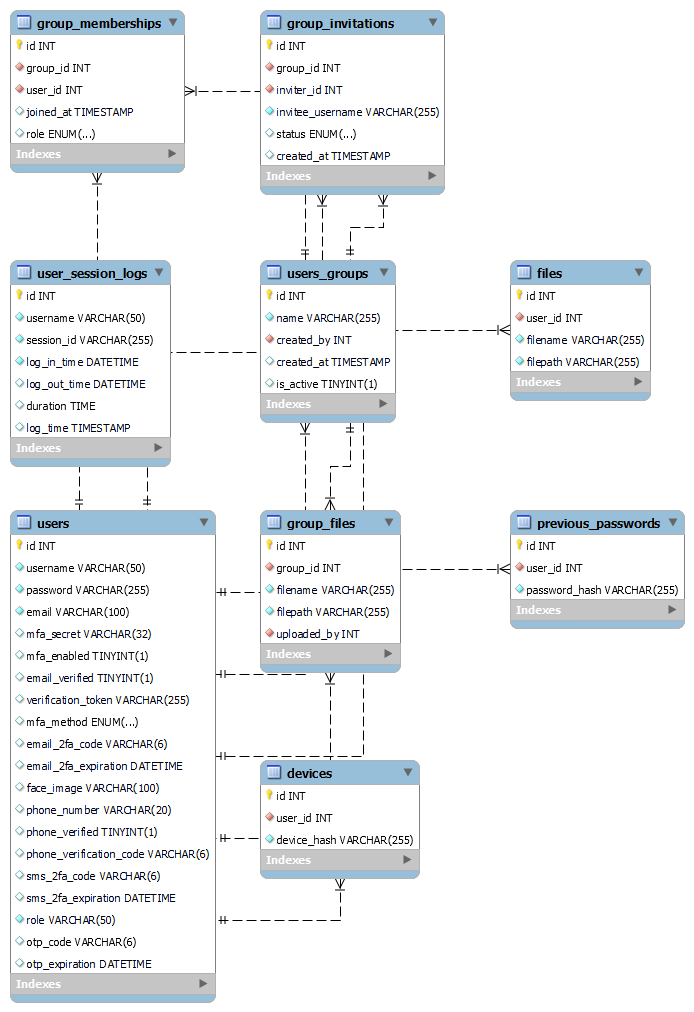 group_memberships
id INT
group_id INT
user_id INT
joined_at TIMESTAMP
role ENUM(...)
Indexes
group_invitations
id INT
group_id INT
inviter_id INT
invitee_username VARCHAR(255)
status ENUM(...)
created_at TIMESTAMP
Indexes
user_session_logs
id INT
username VARCHAR(50)
session_id VARCHAR(255)
log_in_time DATETIME
log_out_time DATETIME
duration TIME
log_time TIMESTAMP
Indexes
users_groups
id INT
name VARCHAR(255)
created_by INT
created_at TIMESTAMP
is_active TINYINT(1)
Indexes
files
id INT
user_id INT
filename VARCHAR(255)
filepath VARCHAR(255)
Indexes
users
id INT
username VARCHAR(50)
password VARCHAR(255)
email VARCHAR(100)
mfa_secret VARCHAR(32)
mfa_enabled TINYINT(1)
email_verified TINYINT(1)
verification_token VARCHAR(255)
mfa_method ENUM(...)
email_2fa_code VARCHAR(6)
email_2fa_expiration DATETIME
face_image VARCHAR(100)
phone_number VARCHAR(20)
phone_verified TINYINT(1)
phone_verification_code VARCHAR(6)
sms_2fa_code VARCHAR(6)
sms_2fa_expiration DATETIME
role VARCHAR(50)
otp_code VARCHAR(6)
otp_expiration DATETIME
Indexes
group_files
id INT
group_id INT
filename VARCHAR(255)
filepath VARCHAR(255)
uploaded_by INT
Indexes
previous_passwords
id INT
user_id INT
password_hash VARCHAR(255)
Indexes
devices
id INT
user_id INT
device_hash VARCHAR(255)
Indexes